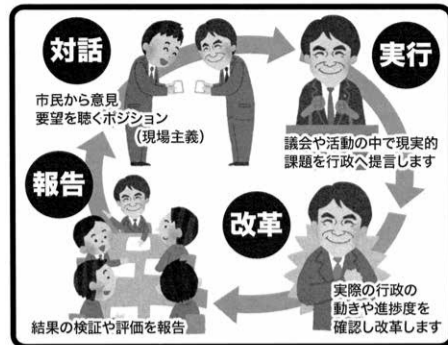 対話
市民から意見
要望を聴くポジション
(現場主義)
実行
議会や活動の中で現実的
課題を行政へ提言します
改革
実際の行政の
動きや進捗度を
確認し改革します
報告
結果の検証や評価を報告